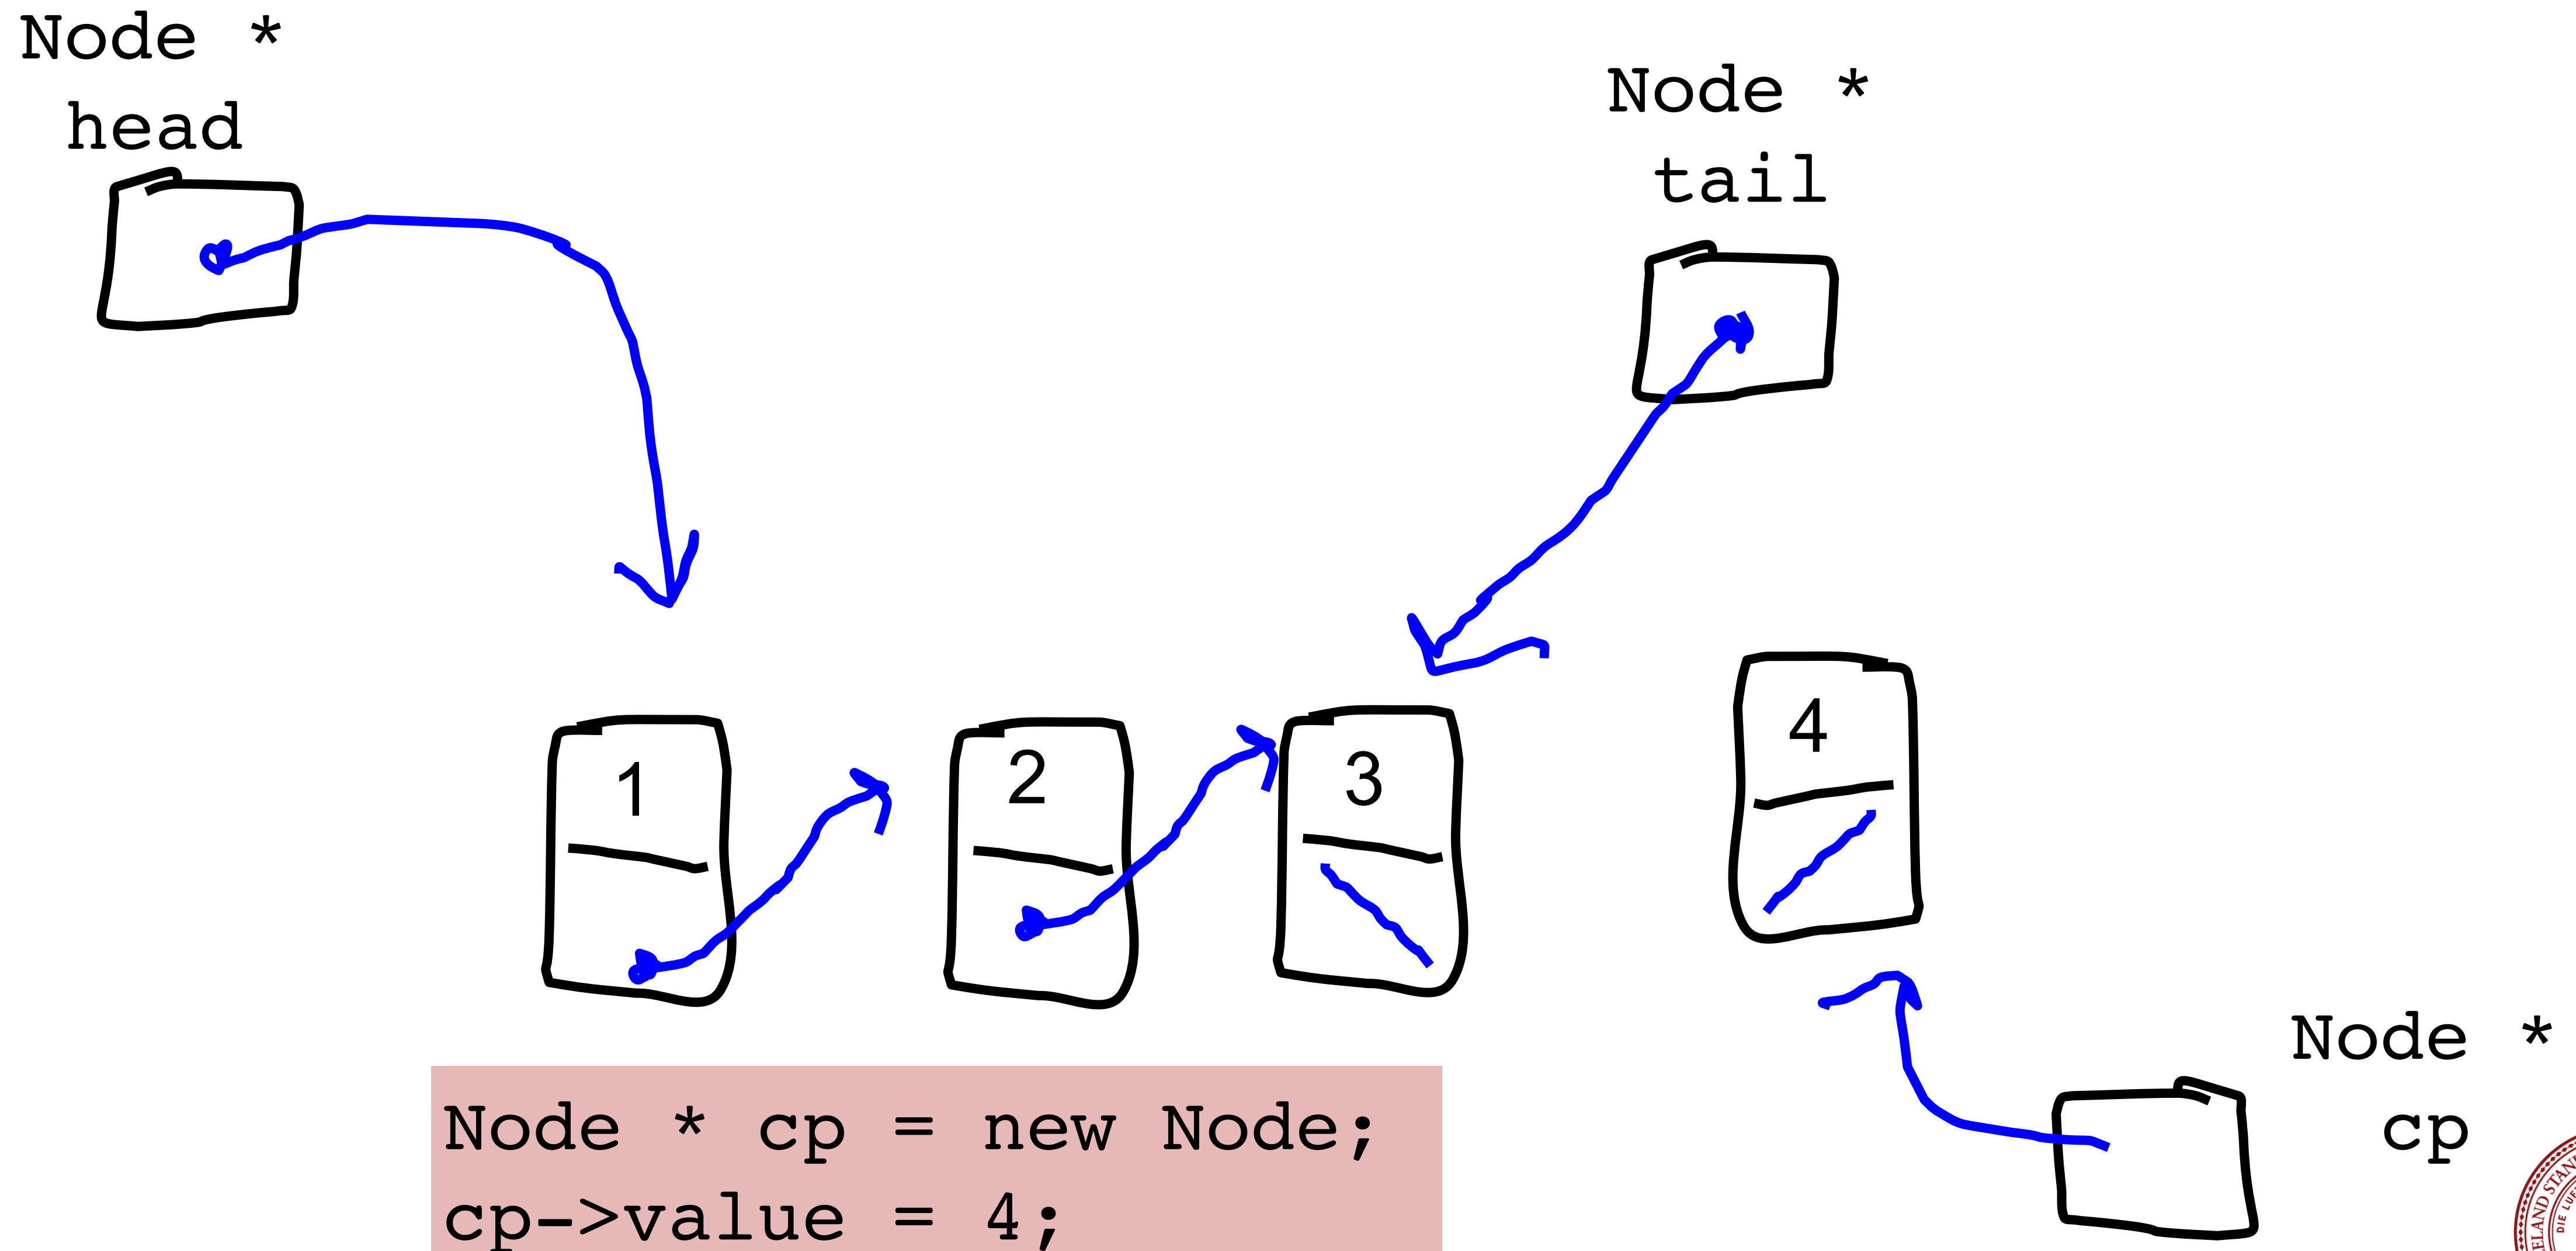 Node *
head
Node *
tail
1
2
3
4
Node *
cp
Node * cp = new Node;
cp->value = 4;